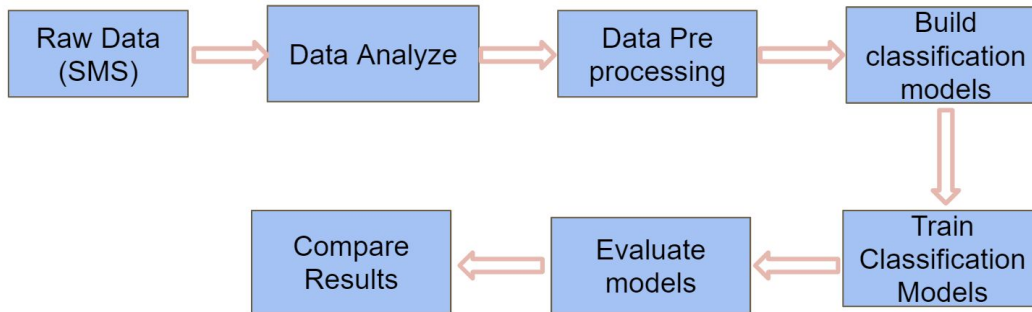 Raw Data
(SMS)
Data Analyze
Data Pre
processing
Build
classification
models
Train
Classification
Models
Evaluate
models
Compare
Results